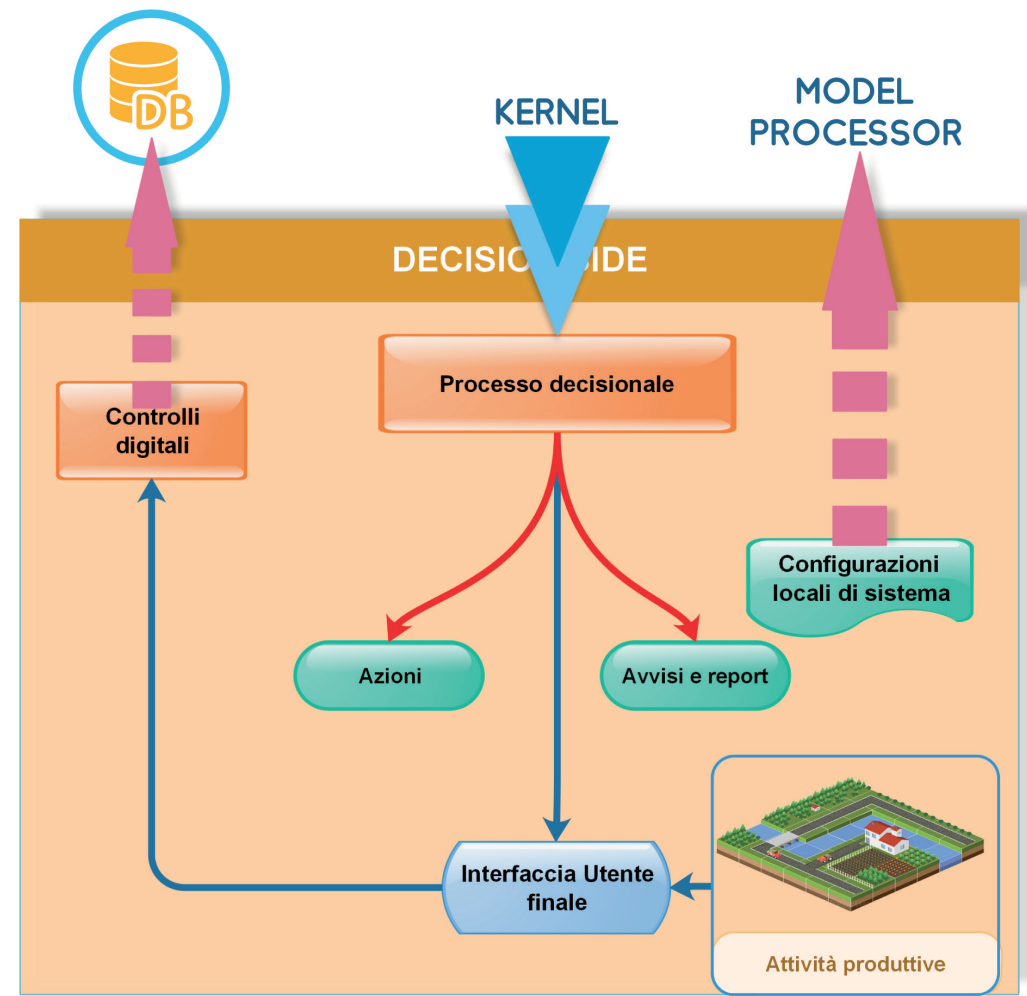 DB
KERNEL
MODEL
PROCESSOR
DECISIO SIDE
Processo decisionale
Controlli
digitali
Configurazioni
locali di sistema
Azioni
Avvisi e report
Interfaccia Utente
finale
Attività produttive